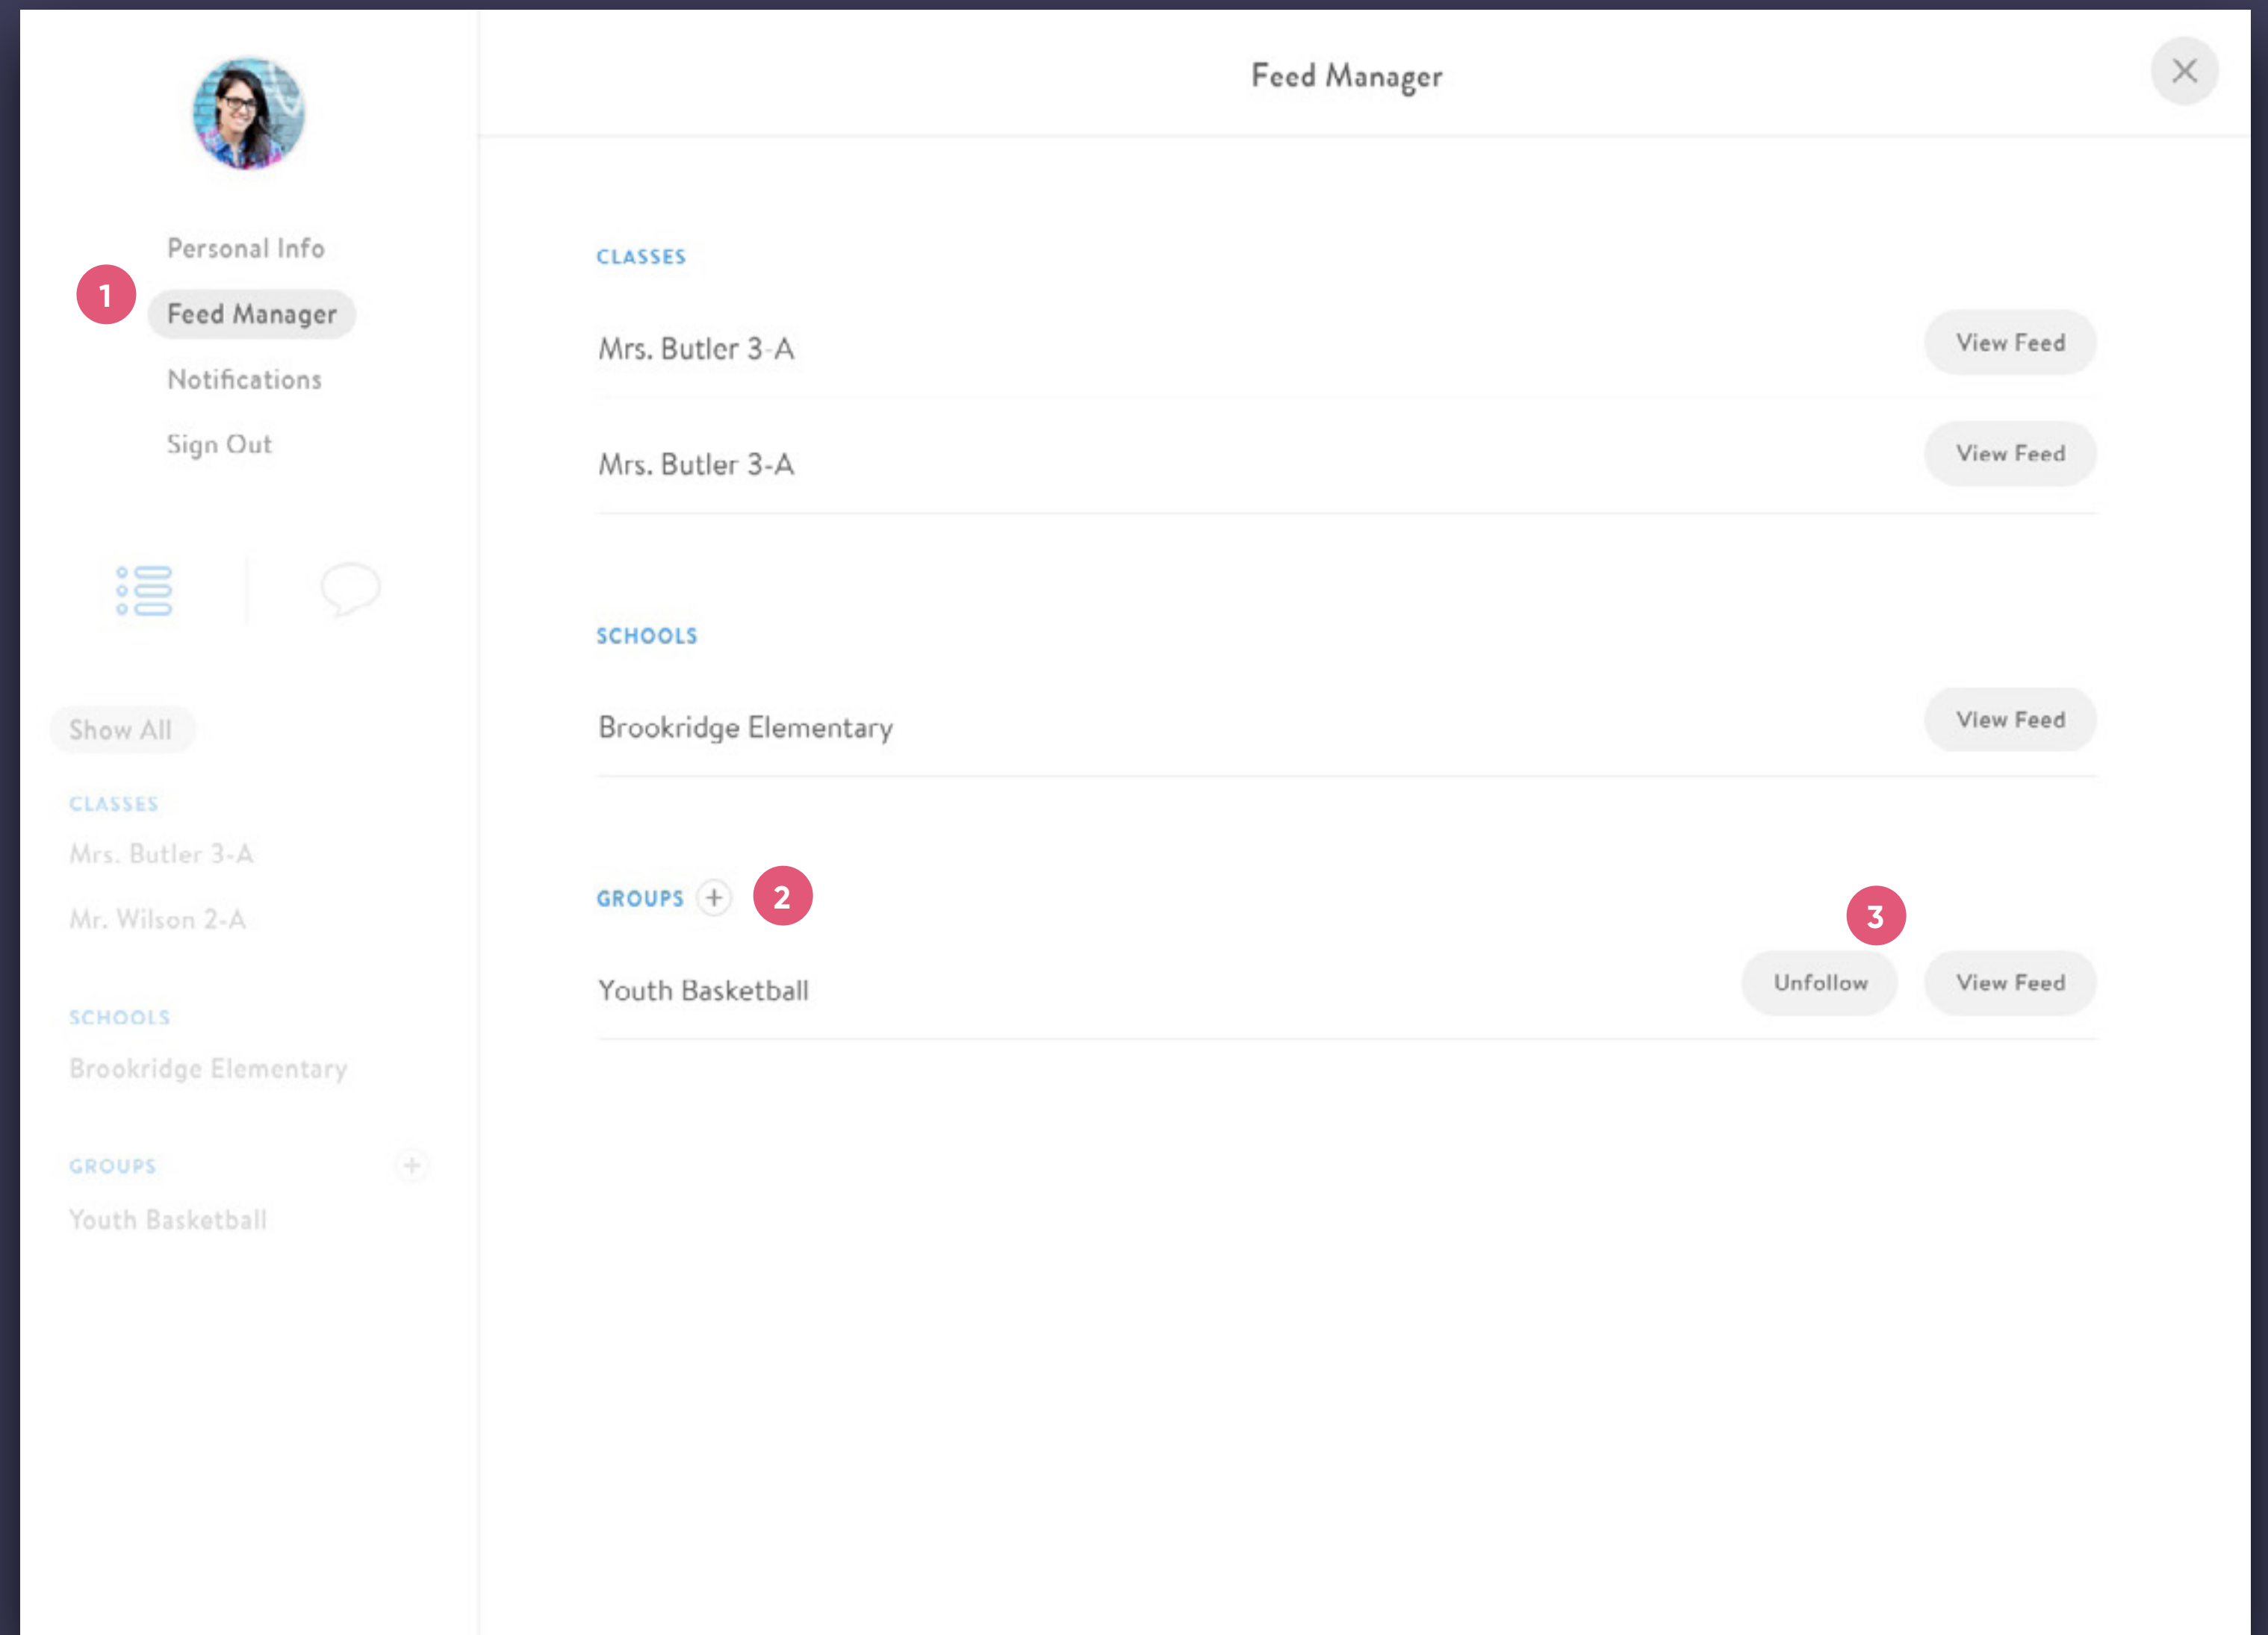 Personal Info
1
Feed Manager
Notifications
Sign Out
Show All
CLASSES
Mrs. Butler 3-A
Mr. Wilson 2-A
SCHOOLS
Brookridge Elementary
GROUPS +
Youth Basketball
Feed Manager
CLASSES
Mrs. Butler 3-A View Feed
Mrs. Butler 3-A View Feed
SCHOOLS
Brookridge Elementary View Feed
GROUPS + 2
3
Youth Basketball Unfollow View Feed